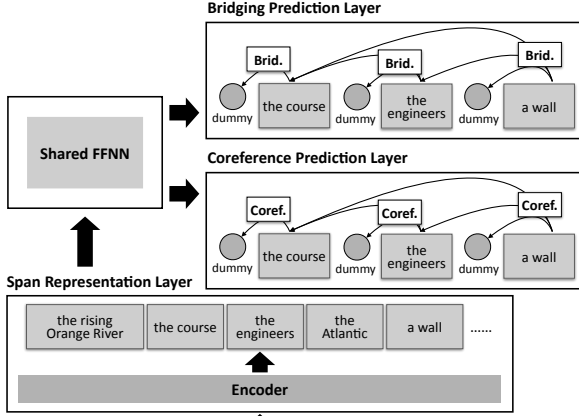 Bridging Prediction Layer
Brid.
Brid.
Brid.
the course
the
engineers
a wall
dummy
dummy
dummy
Shared FFNN
Coreference Prediction Layer
Coref.
Coref.
Coref.
the course
the
engineers
a wall
dummy
dummy
dummy
Span Representation Layer
the rising
Orange River
the course
the
engineers
the
Atlantic
a wall
......
Encoder